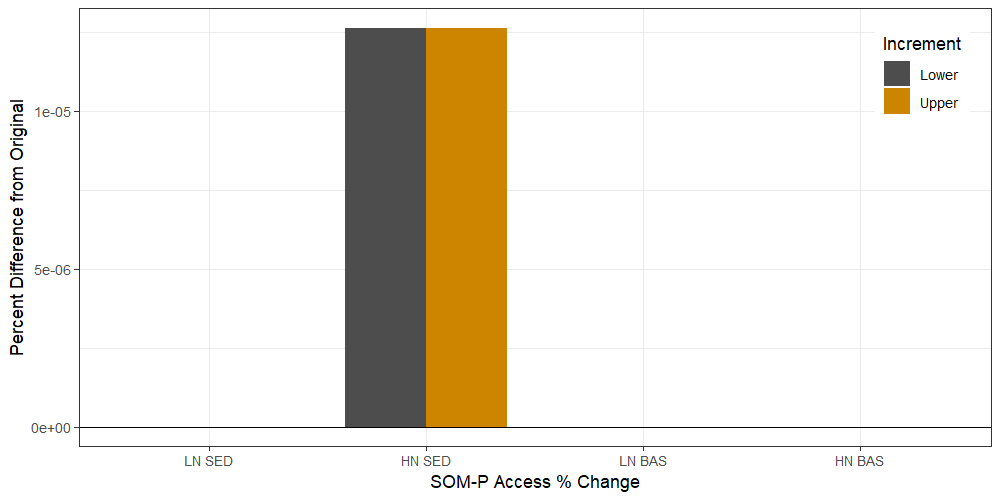 Increment
Lower
Upper
Percent Difference from Original
1e-05
5e-06
0e+00
LN SED
HN SED
LN BAS
HN BAS
SOM-P Access % Change